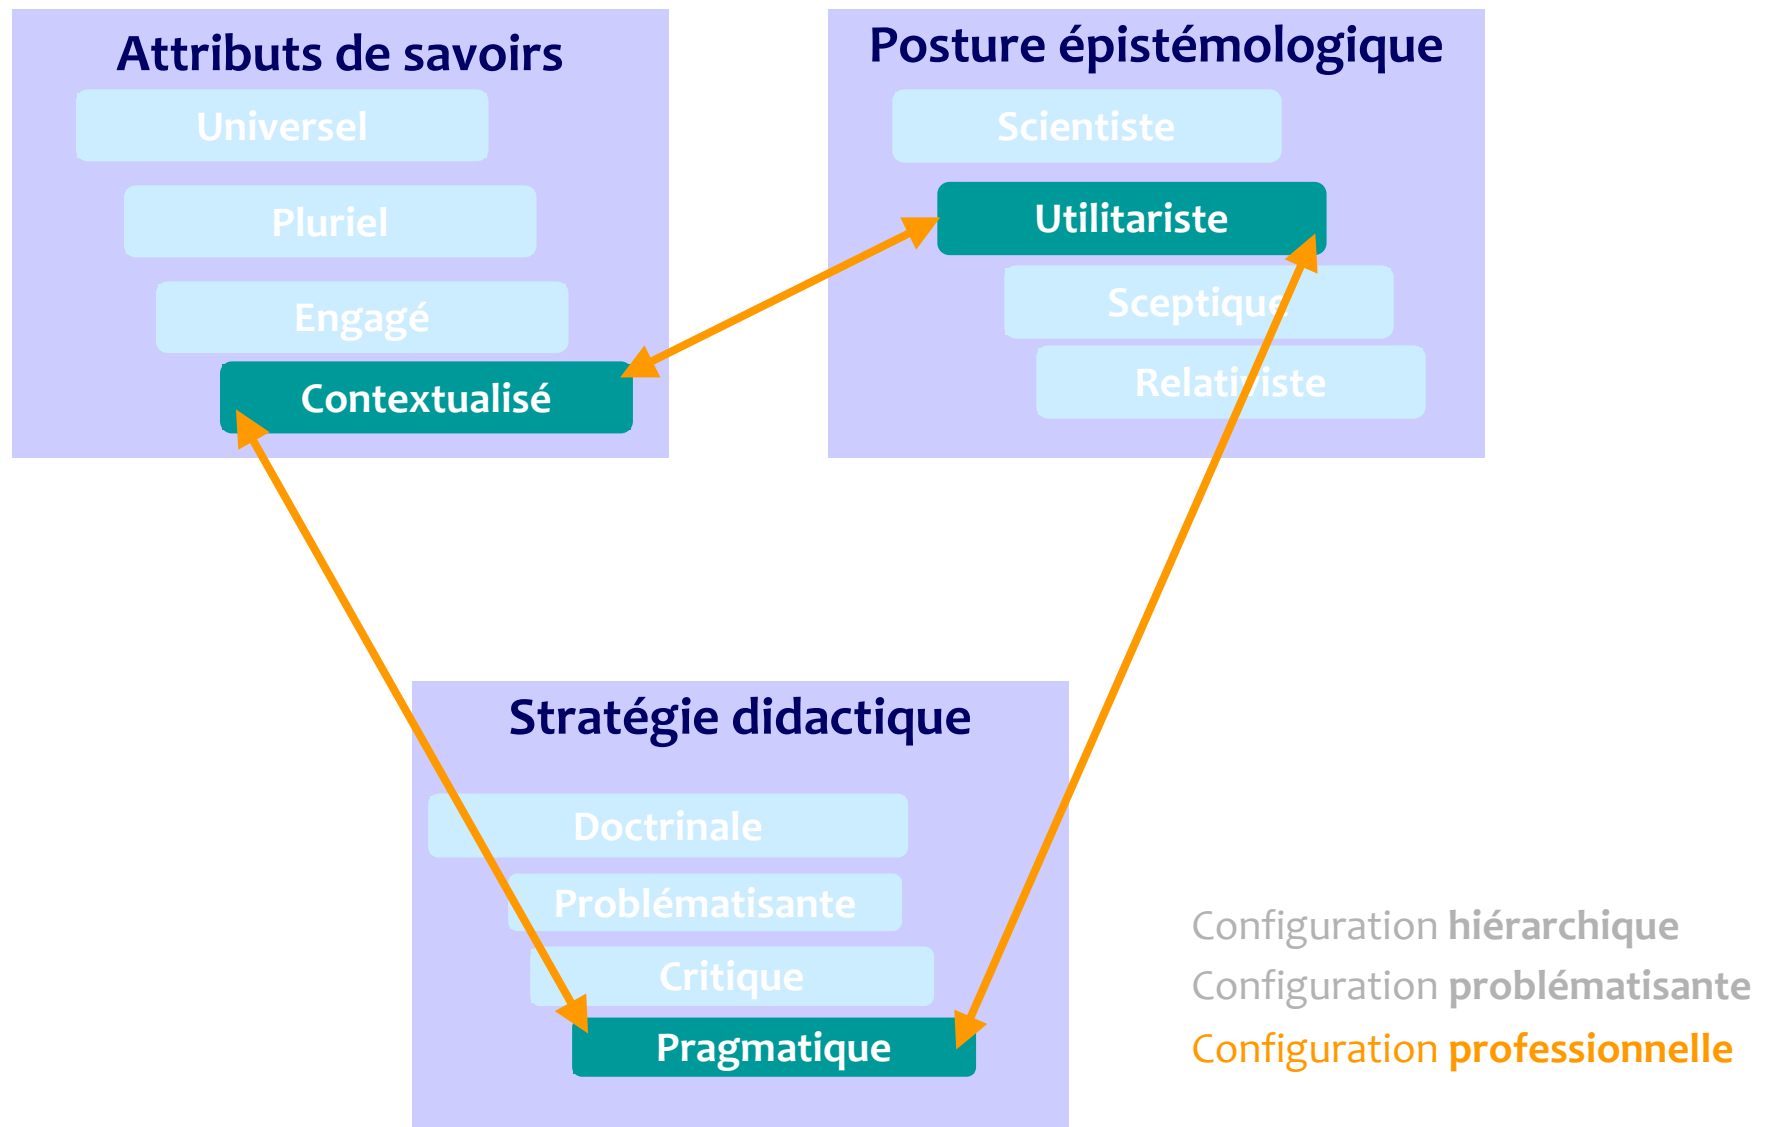 Attributs de savoirs
Universel
Pluriel
Engagé
Contextualisé
Posture épistémologique
Scientiste
Utilitariste
Sceptique
Relativiste
Stratégie didactique
Doctrinale
Problématisante
Critique
Pragmatique
Configuration hiérarchique
Configuration problématisante
Configuration professionnelle